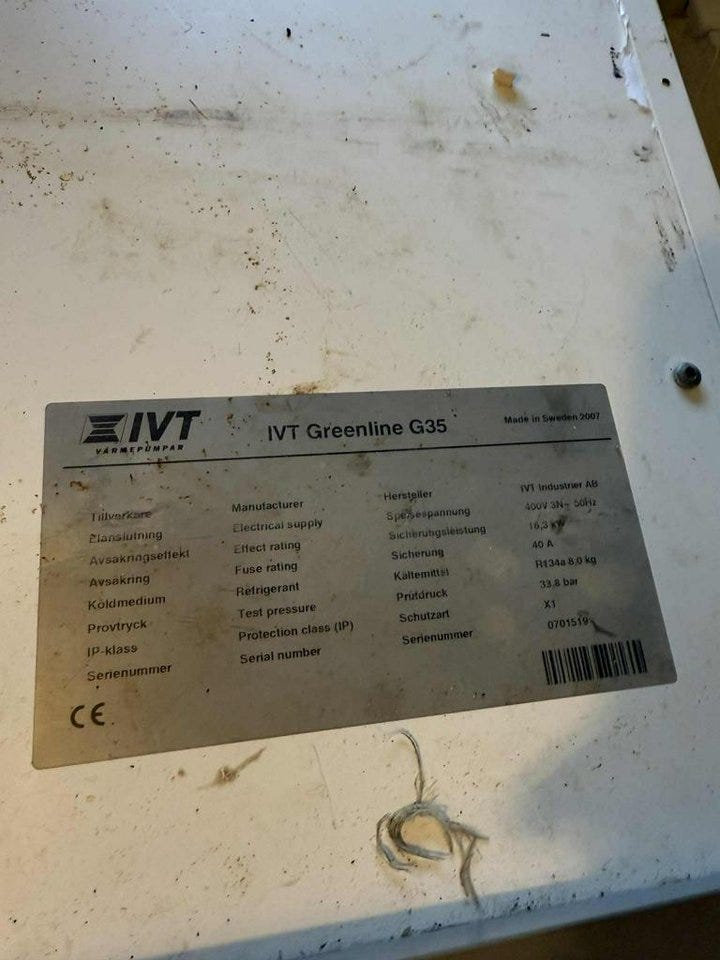 IVT
VÄRMEPUMPAR
IVT Greenline G35
Made in Sweden 2007
Tillverkare Manufacturer Hersteller IVT Industrier AB
Elanslutning Electrical supply Speisespannung 400V 3N~ 50Hz
Avsäkringseffekt Effect rating Sicherungsleistung 16,3 kW
Avsäkring Fuse rating Sicherung 40 A
Köldmedium Refrigerant Kältemittel R134a 8,0 kg
Provtryck Test pressure Prüfdruck 33,8 bar
IP-klass Protection class (IP) Schutzart X1
Serienummer Serial number Serienummer 0701519
CE